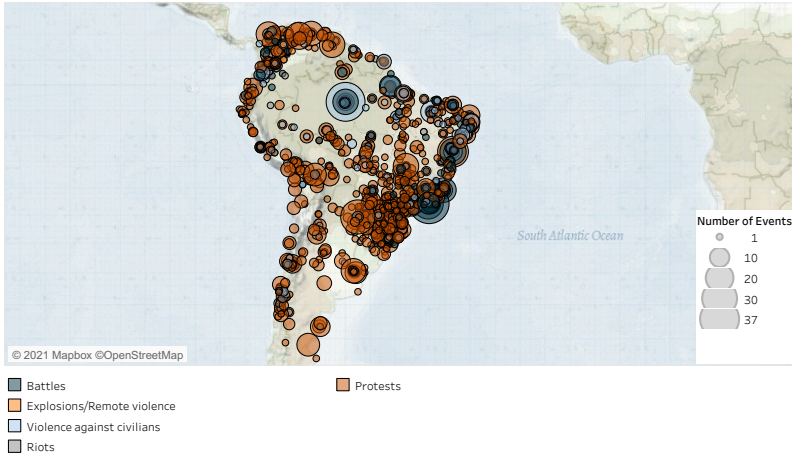 South Atlantic Ocean
Number of Events
1
10
20
30
37
© 2021 Mapbox ©OpenStreetMap
Battles
Protests
Explosions/Remote violence
Violence against civilians
Riots